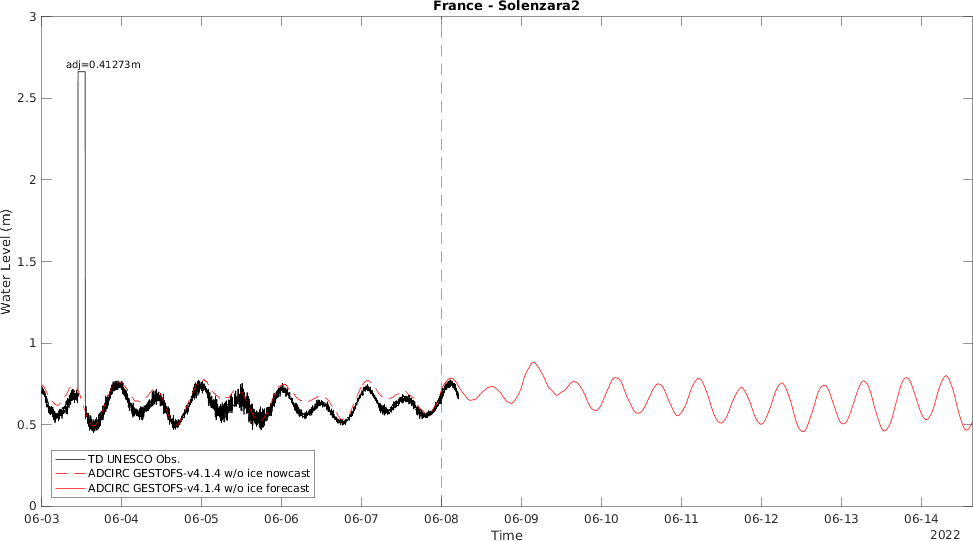 France - Solenzara2
adj=0.41273m
3
2.5
2
1.5
1
0.5
0
Water Level (m)
TD UNESCO Obs.
ADCIRC GESTOFS-v4.1.4 w/o ice nowcast
ADCIRC GESTOFS-v4.1.4 w/o ice forecast
06-03 06-04 06-05 06-06 06-07 06-08 06-09 06-10 06-11 06-12 06-13 06-14
Time
2022